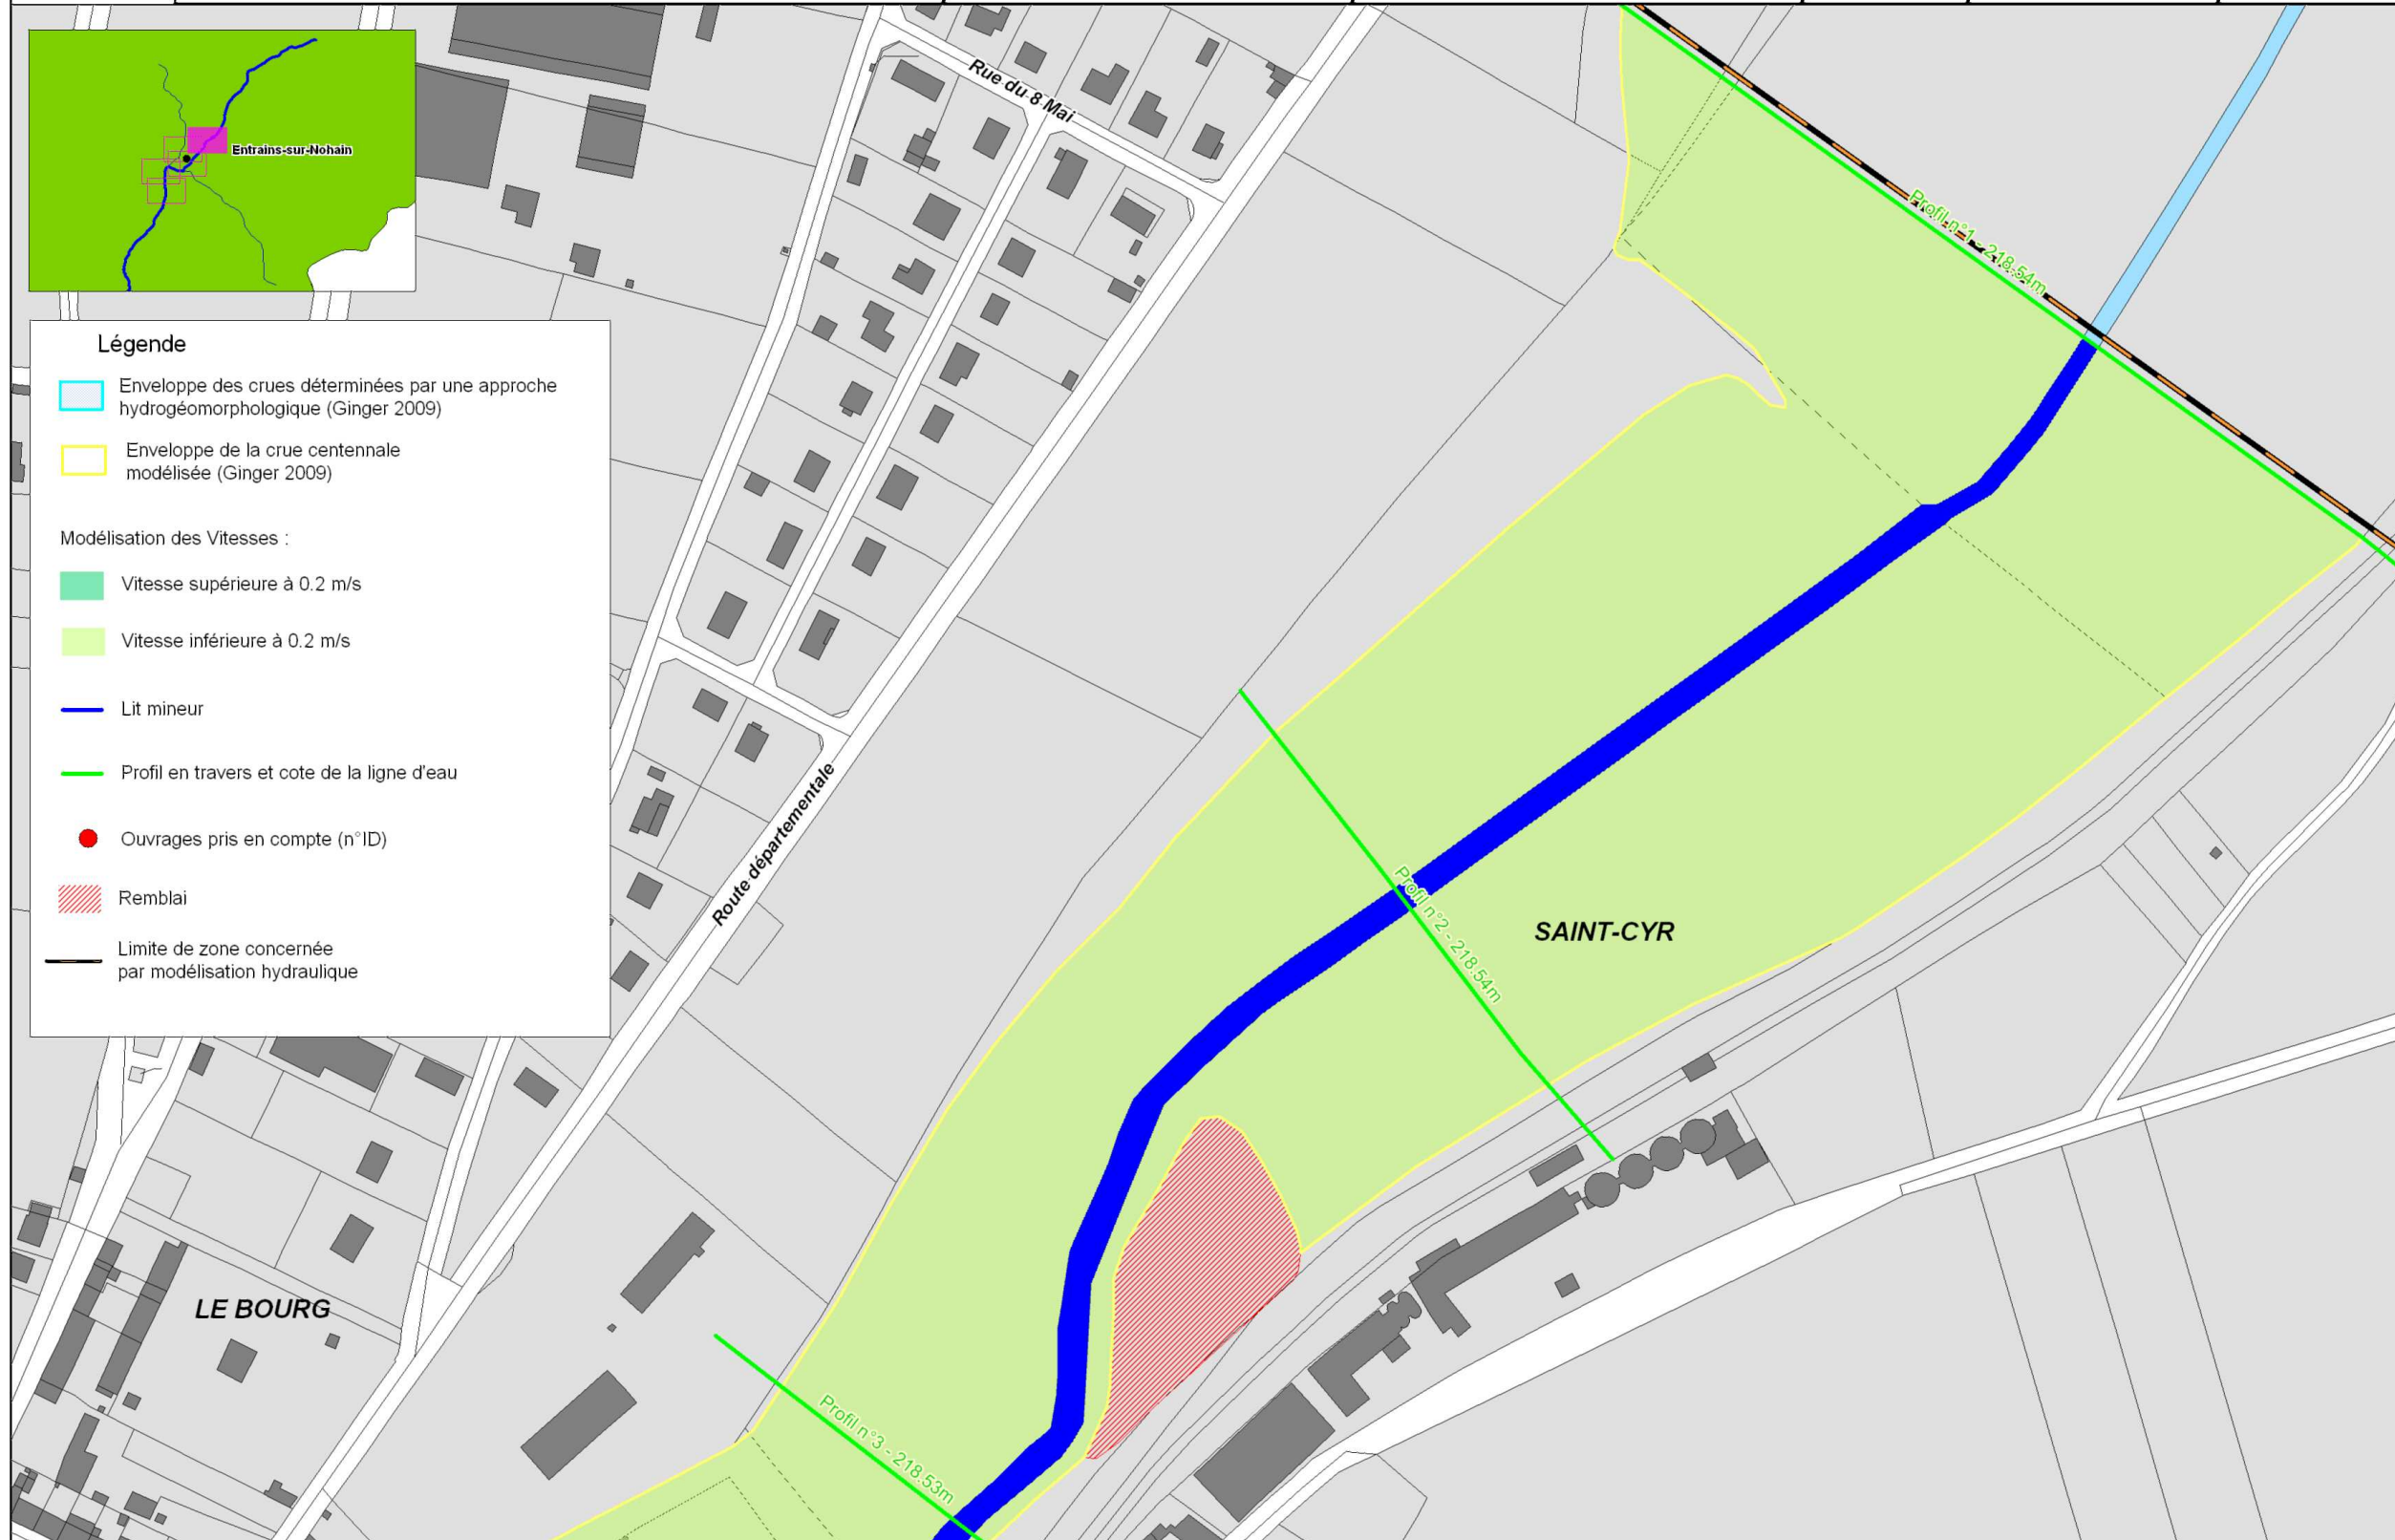 Entrains-sur-Nohain
Légende
Enveloppe des crues déterminées par une approche
hydrogéomorphologique (Ginger 2009)
Enveloppe de la crue centennale
modélisée (Ginger 2009)
Modélisation des Vitesses :
Vitesse supérieure à 0.2 m/s
Vitesse inférieure à 0.2 m/s
Lit mineur
Profil en travers et cote de la ligne d'eau
Ouvrages pris en compte (n°ID)
Remblai
Limite de zone concernée
par modélisation hydraulique
Rue du 8 Mai
Profil n°1 - 218.54m
Route départementale
Profil n°2 - 218.54m
SAINT-CYR
LE BOURG
Profil n°3 - 218.53m